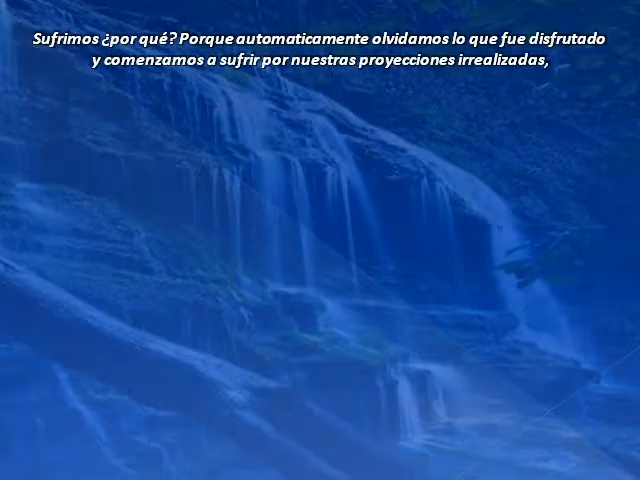 Sufrimos ¿por qué? Porque automaticamente olvidamos lo que fue disfrutado
y comenzamos a sufrir por nuestras proyecciones irrealizadas,